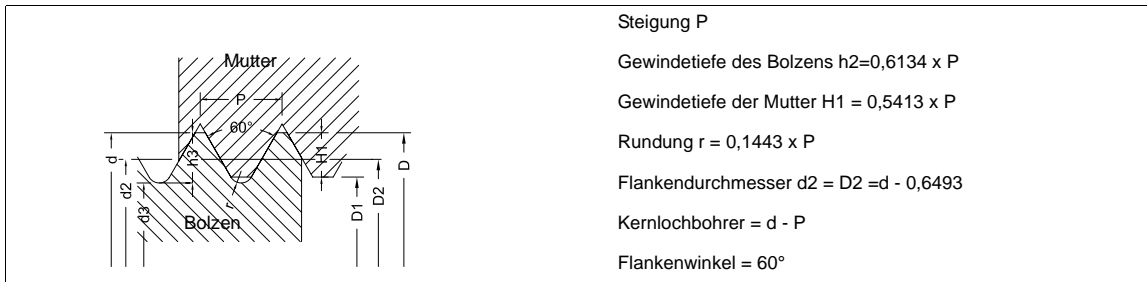 Mutter
P
60°
d
d2
d3
h3
r
H1
D1
D2
D
Bolzen
Steigung P
Gewindetiefe des Bolzens h2=0,6134 x P
Gewindetiefe der Mutter H1 = 0,5413 x P
Rundung r = 0,1443 x P
Flankendurchmesser d2 = D2 =d - 0,6493
Kernlochbohrer = d - P
Flankenwinkel = 60°